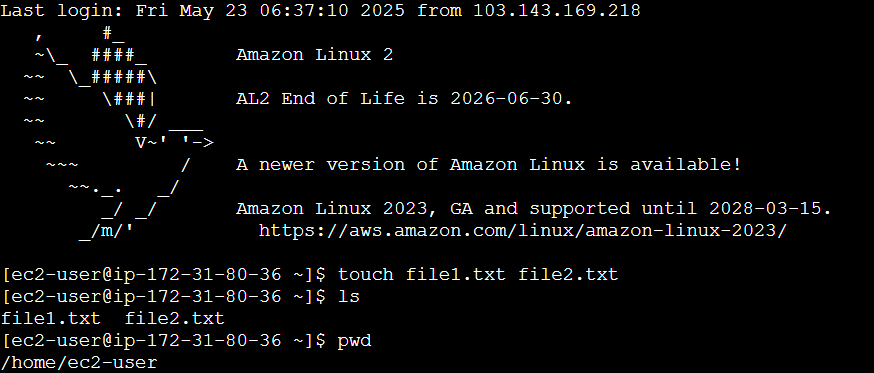 Last login: Fri May 23 06:37:10 2025 from 103.143.169.218
   ,     #_
   ~\_  ####_        Amazon Linux 2
  ~~  \_#####\
  ~~     \###|       AL2 End of Life is 2026-06-30.
  ~~       \#/ ___
   ~~       V~' '->
    ~~~         /    A newer version of Amazon Linux is available!
      ~~._.   _/
         _/ _/       Amazon Linux 2023, GA and supported until 2028-03-15.
       _/m/'           https://aws.amazon.com/linux/amazon-linux-2023/
[ec2-user@ip-172-31-80-36 ~]$ touch file1.txt file2.txt
[ec2-user@ip-172-31-80-36 ~]$ ls
file1.txt  file2.txt
[ec2-user@ip-172-31-80-36 ~]$ pwd
/home/ec2-user